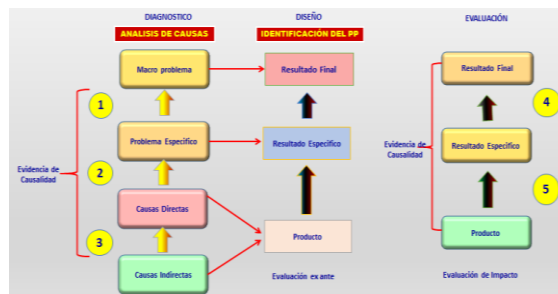 DIAGNOSTICO
DISEÑO
EVALUACIÓN
ANALISIS DE CAUSAS
IDENTIFICACIÓN DEL PP
Macro problema
Resultado Final
Resultado Final
1
4
Problema Específico
Resultado Específico
Resultado Específico
Evidencia de
Causalidad
2
Evidencia de
Causalidad
5
Causas Directas
3
Producto
Producto
Causas Indirectas
Evaluación ex ante
Evaluación de Impacto